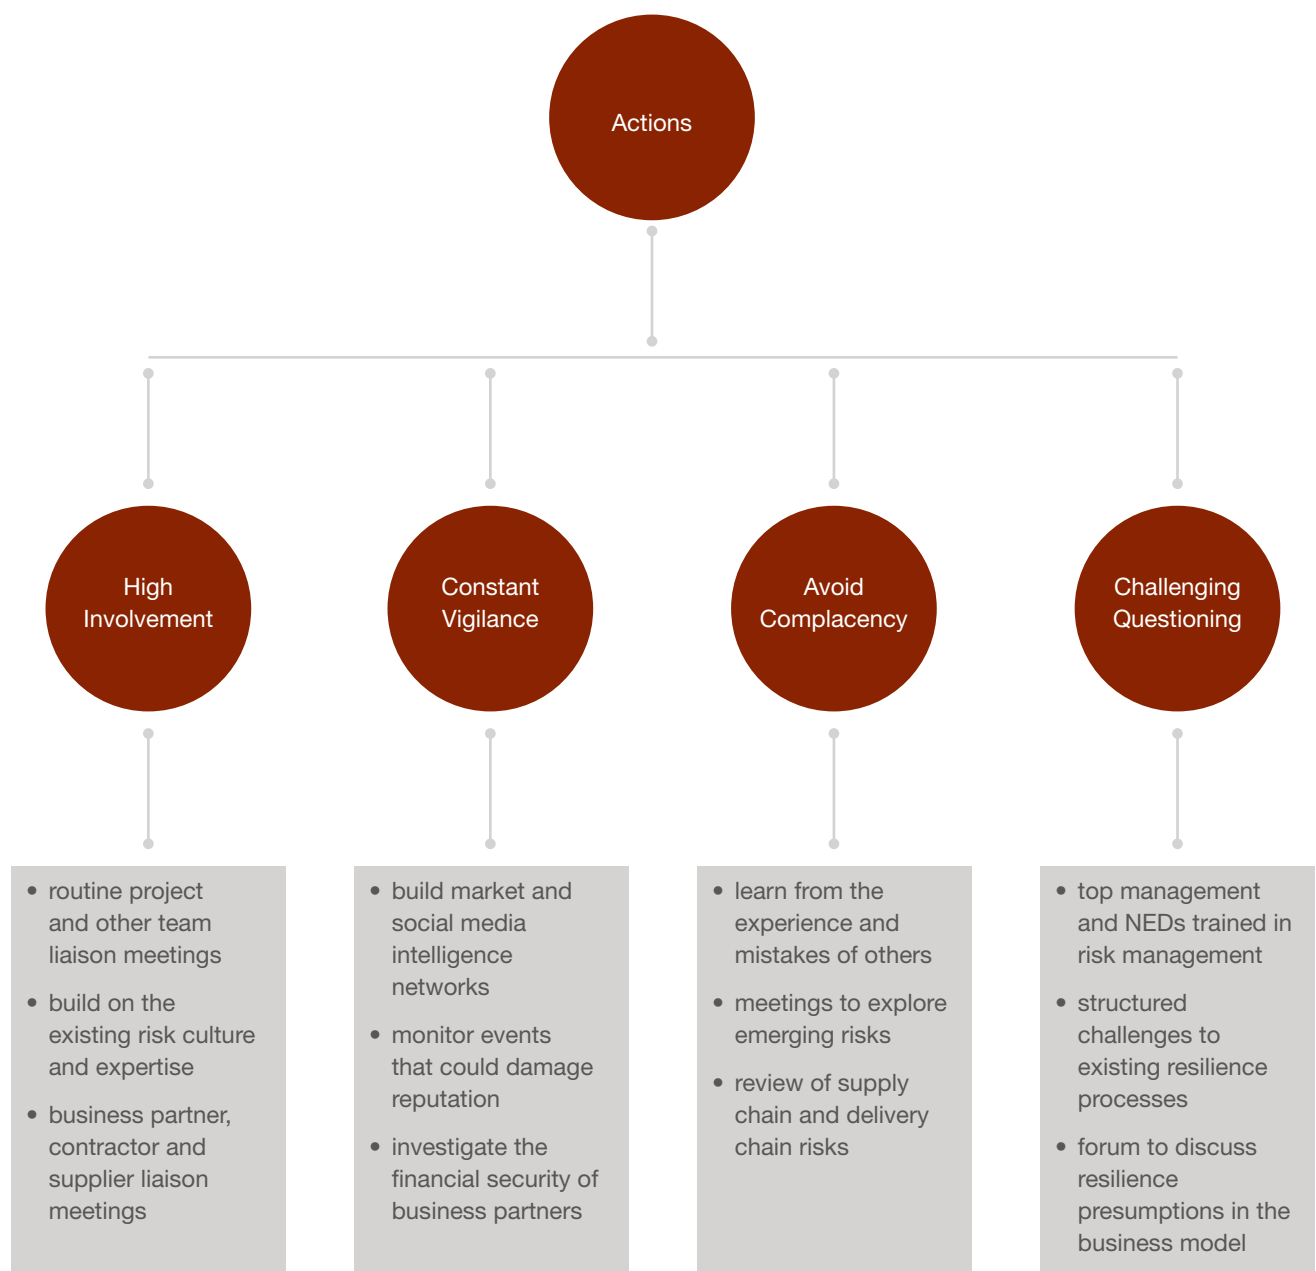 Actions
High
Involvement
Constant
Vigilance
Avoid
Complacency
Challenging
Questioning
• routine project
and other team
liaison meetings
• build on the
existing risk culture
and expertise
• business partner,
contractor and
supplier liaison
meetings
• build market and
social media
intelligence
networks
• monitor events
that could damage
reputation
• investigate the
financial security of
business partners
• learn from the
experience and
mistakes of others
• meetings to explore
emerging risks
• review of supply
chain and delivery
chain risks
• top management
and NEDs trained in
risk management
• structured
challenges to
existing resilience
processes
• forum to discuss
resilience
presumptions in the
business model